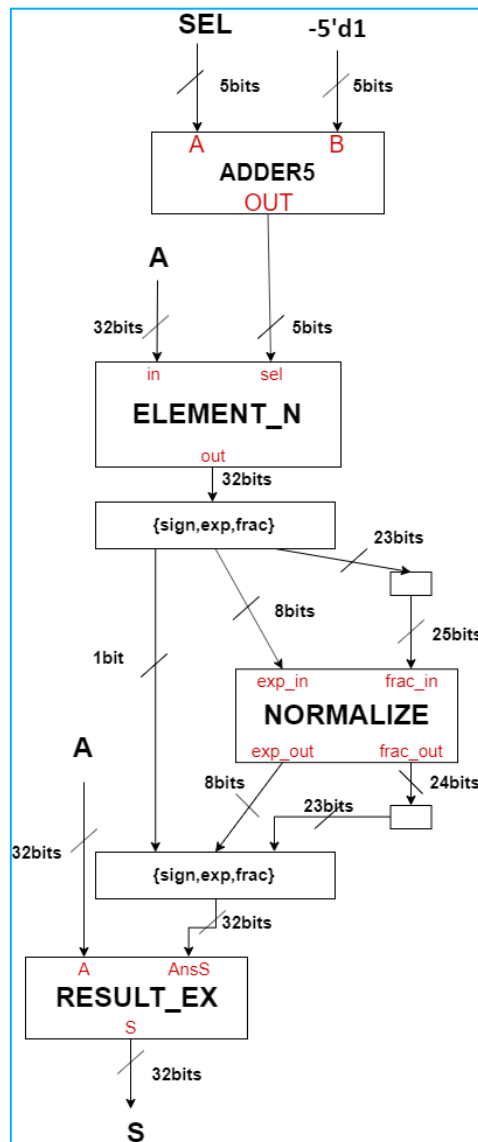 SEL
-5'd1
5bits
5bits
A
B
ADDER5
OUT
A
32bits
5bits
in
sel
ELEMENT_N
out
32bits
{sign,exp,frac}
23bits
8bits
25bits
1bit
exp_in
frac_in
NORMALIZE
exp_out
frac_out
A
8bits
24bits
23bits
32bits
{sign,exp,frac}
32bits
A
AnsS
RESULT_EX
S
32bits
S